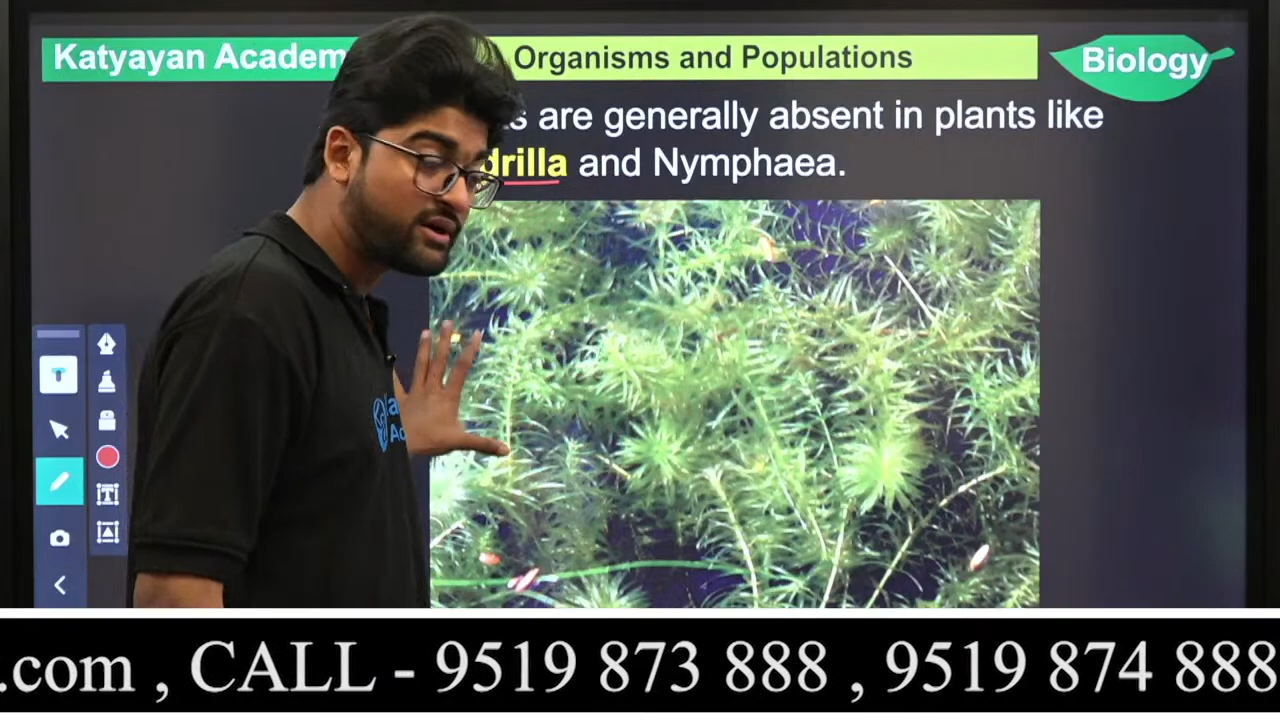 Katyayan Academ
Organisms and Populations
Biology
s are generally absent in plants like
drilla and Nymphaea.
.com , CALL - 9519 873 888 , 9519 874 888